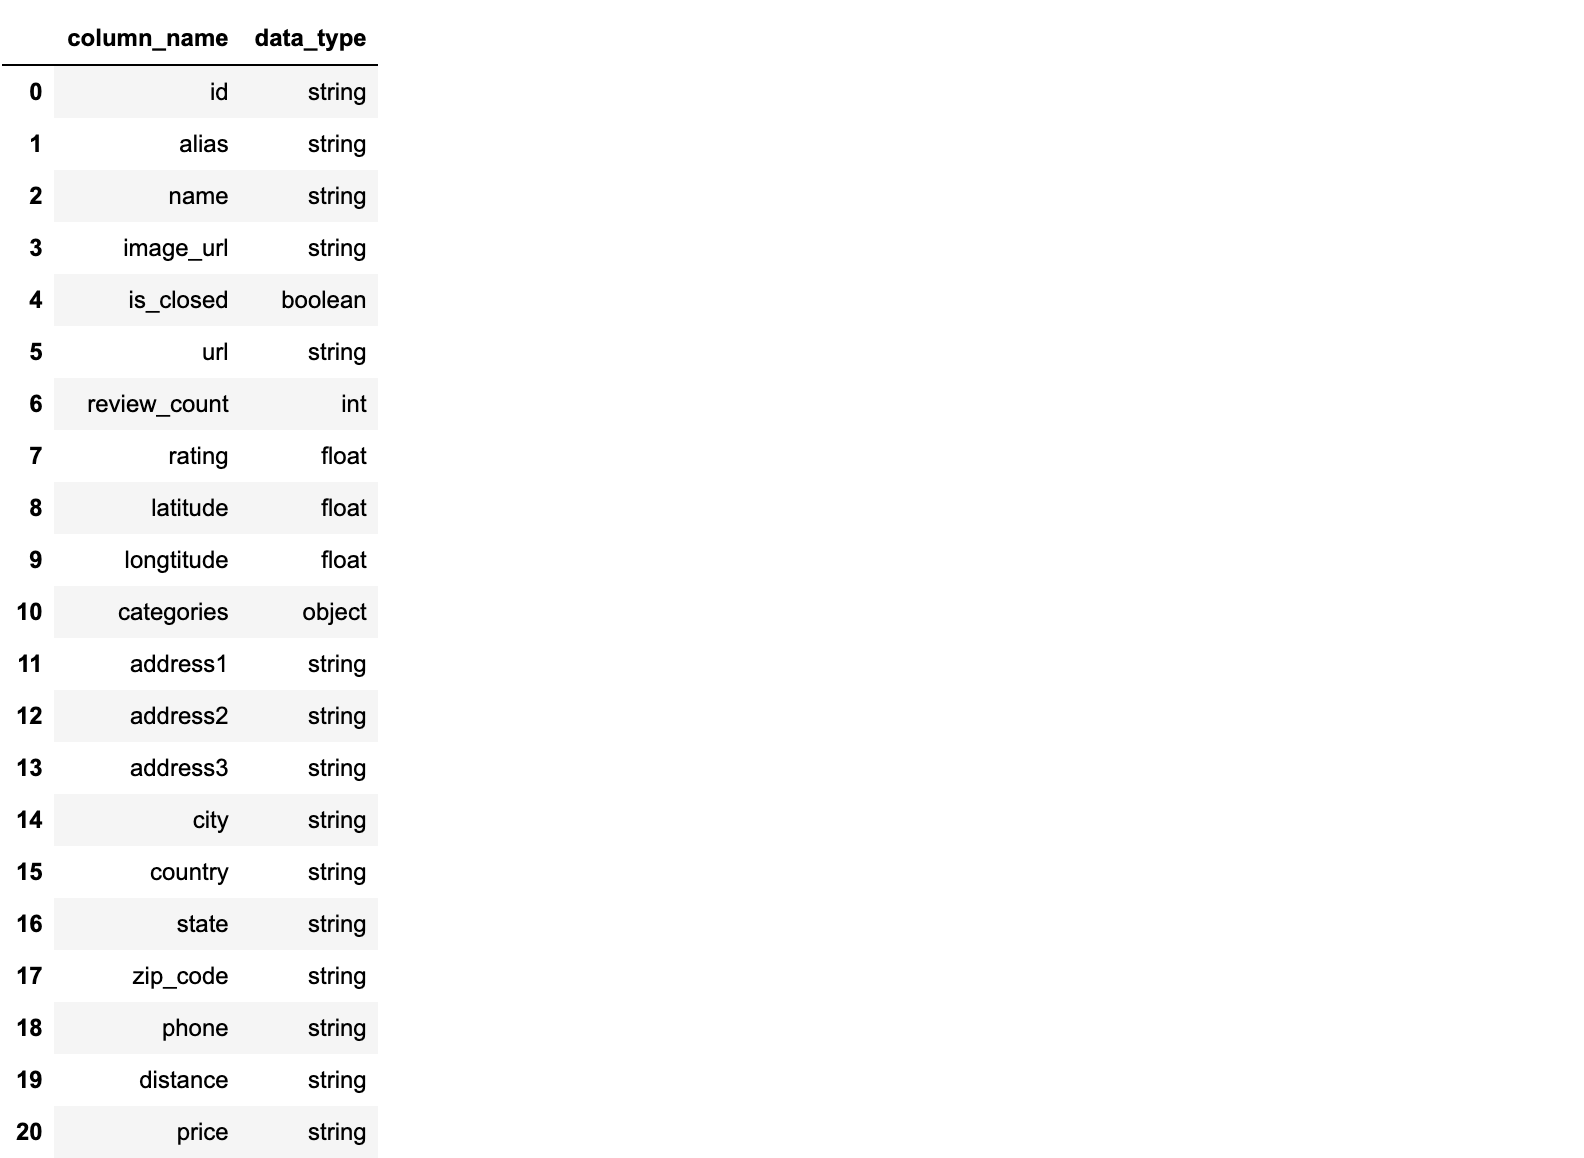 column_name data_type
0 id string
1 alias string
2 name string
3 image_url string
4 is_closed boolean
5 url string
6 review_count int
7 rating float
8 latitude float
9 longtitude float
10 categories object
11 address1 string
12 address2 string
13 address3 string
14 city string
15 country string
16 state string
17 zip_code string
18 phone string
19 distance string
20 price string